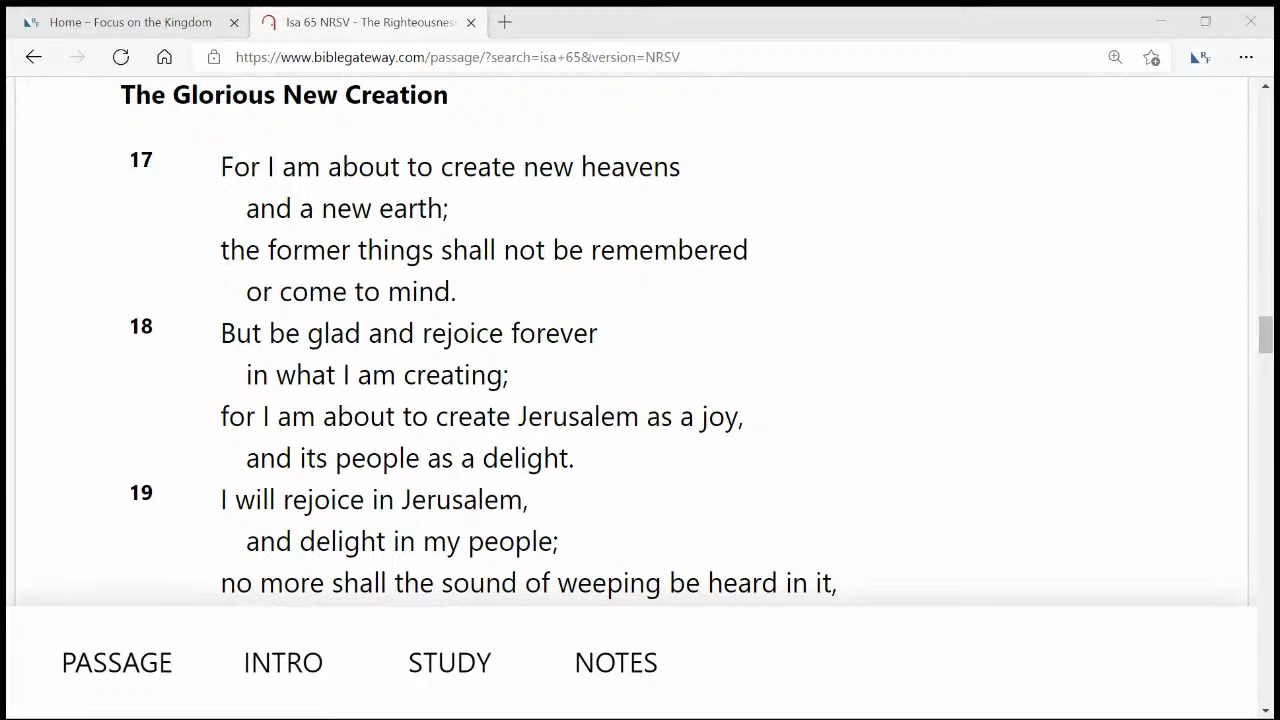 Home – Focus on the Kingdom
Isa 65 NRSV - The Righteousnes
https://www.biblegateway.com/passage/?search=isa+65&version=NRSV
The Glorious New Creation
17 For I am about to create new heavens
and a new earth;
the former things shall not be remembered
or come to mind.
18 But be glad and rejoice forever
in what I am creating;
for I am about to create Jerusalem as a joy,
and its people as a delight.
19 I will rejoice in Jerusalem,
and delight in my people;
no more shall the sound of weeping be heard in it,
PASSAGE INTRO STUDY NOTES